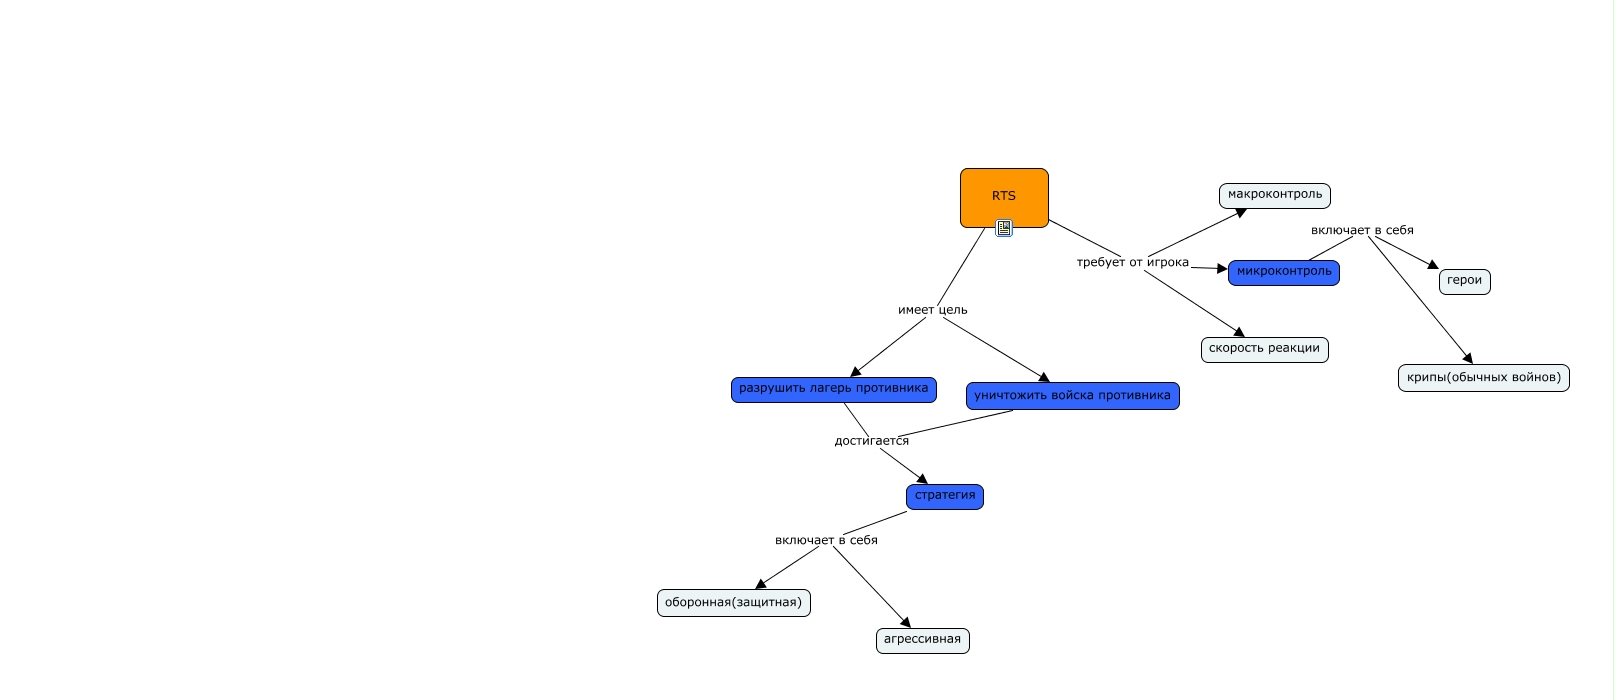 RTS
макроконтроль
включает в себя
требует от игрока
микроконтроль
герои
имеет цель
скорость реакции
крипы(обычных войнов)
разрушить лагерь противника
уничтожить войска противника
достигается
стратегия
включает в себя
оборонная(защитная)
агрессивная